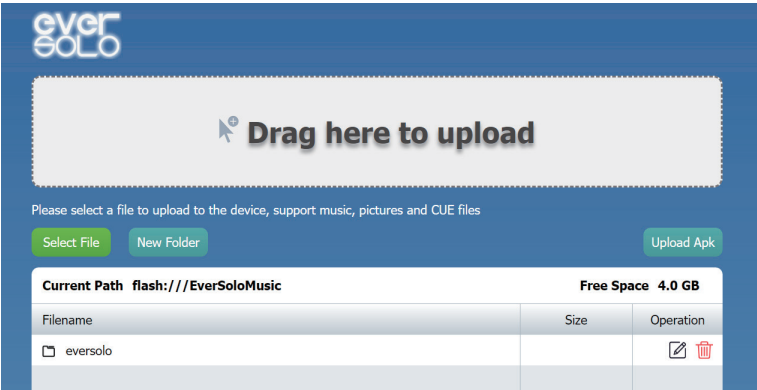 ever
SOLO
Drag here to upload
Please select a file to upload to the device, support music, pictures and CUE files
Select File New Folder Upload Apk
Current Path flash:///EverSoloMusic Free Space 4.0 GB
Filename Size Operation
eversolo